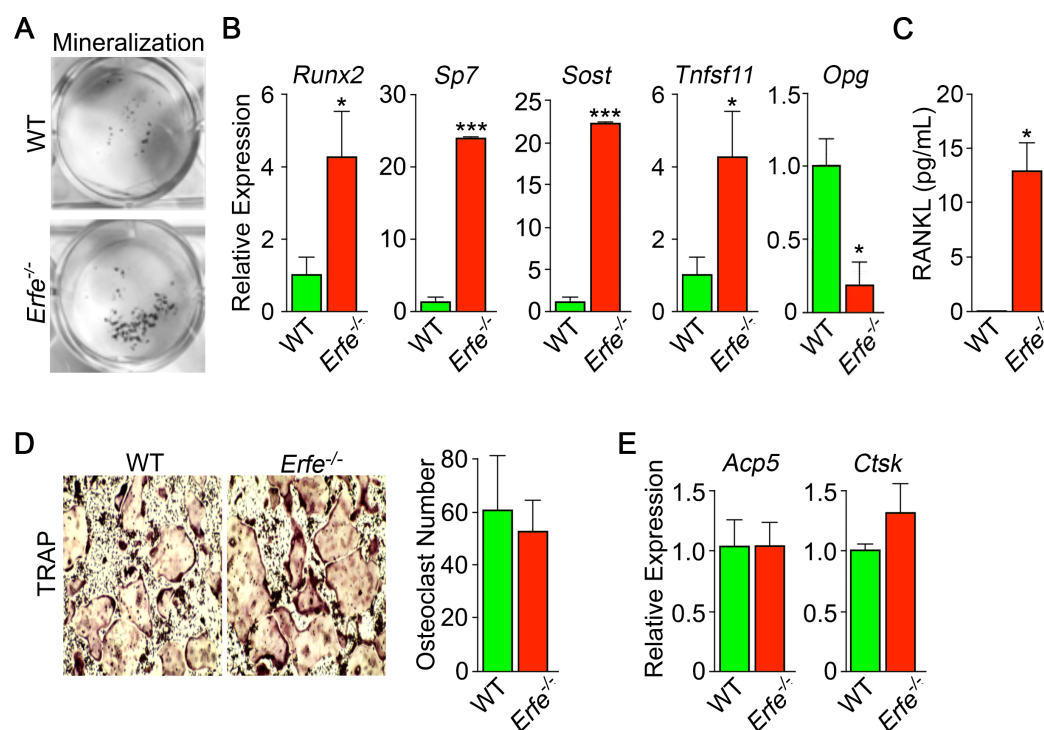 A
Mineralization
WT
Erfe-/-
B
Relative Expression
Runx2
6
4
2
0
*
WT
Erfe-/-
Sp7
30
20
10
0
***
WT
Erfe-/-
Sost
25
20
15
10
5
0
***
WT
Erfe-/-
Tnfsf11
6
4
2
0
*
WT
Erfe-/-
Opg
1.5
1.0
0.5
0
*
WT
Erfe-/-
C
RANKL (pg/mL)
20
15
10
5
0
*
WT
Erfe-/-
D
TRAP
WT
Erfe-/-
Osteoclast Number
80
60
40
20
0
WT
Erfe-/-
E
Relative Expression
Acp5
1.5
1.0
0.5
0
WT
Erfe-/-
Ctsk
1.5
1.0
0.5
0
WT
Erfe-/-